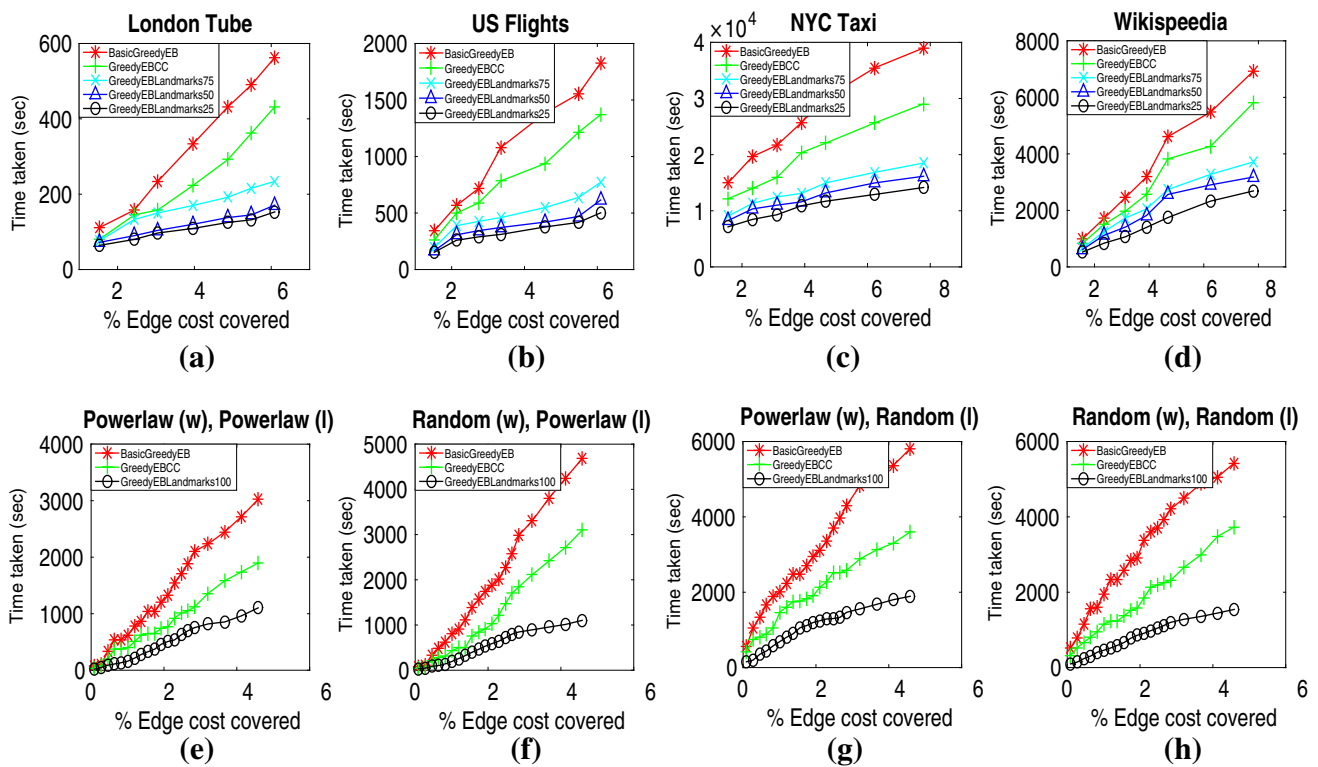 London Tube
600
400
200
0
2
4
6
Time taken (sec)
% Edge cost covered
BasicGreedyEB
GreedyEBCC
GreedyEBLandmarks75
GreedyEBLandmarks50
GreedyEBLandmarks25
(a)
US Flights
2000
1500
1000
500
0
2
4
6
Time taken (sec)
% Edge cost covered
BasicGreedyEB
GreedyEBCC
GreedyEBLandmarks75
GreedyEBLandmarks50
GreedyEBLandmarks25
(b)
NYC Taxi
× 10⁴
4
3
2
1
0
2
4
6
8
Time taken (sec)
% Edge cost covered
BasicGreedyEB
GreedyEBCC
GreedyEBLandmarks75
GreedyEBLandmarks50
GreedyEBLandmarks25
(c)
Wikispeedia
8000
6000
4000
2000
0
2
4
6
8
Time taken (sec)
% Edge cost covered
BasicGreedyEB
GreedyEBCC
GreedyEBLandmarks75
GreedyEBLandmarks50
GreedyEBLandmarks25
(d)
Powerlaw (w), Powerlaw (l)
4000
3000
2000
1000
0
0
2
4
6
Time taken (sec)
% Edge cost covered
BasicGreedyEB
GreedyEBCC
GreedyEBLandmarks100
(e)
Random (w), Powerlaw (l)
5000
4000
3000
2000
1000
0
0
2
4
6
Time taken (sec)
% Edge cost covered
BasicGreedyEB
GreedyEBCC
GreedyEBLandmarks100
(f)
Powerlaw (w), Random (l)
6000
4000
2000
0
0
2
4
6
Time taken (sec)
% Edge cost covered
BasicGreedyEB
GreedyEBCC
GreedyEBLandmarks100
(g)
Random (w), Random (l)
6000
4000
2000
0
0
2
4
6
Time taken (sec)
% Edge cost covered
BasicGreedyEB
GreedyEBCC
GreedyEBLandmarks100
(h)